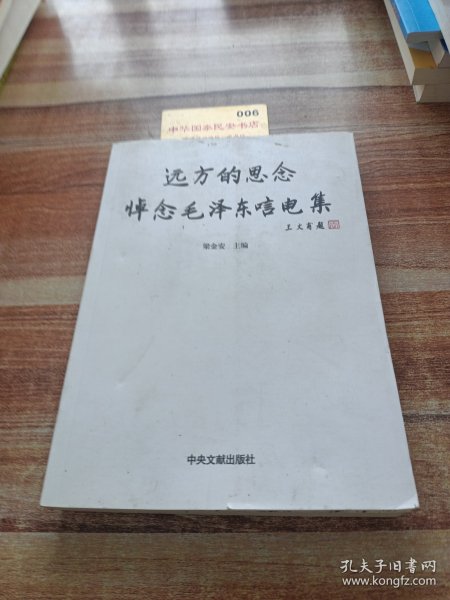 006
中华国泰民安书店
远方的思念
悼念毛泽东唁电集
王文甫题
梁金安 主编
中央文献出版社
孔夫子旧书网
www.kongfz.com